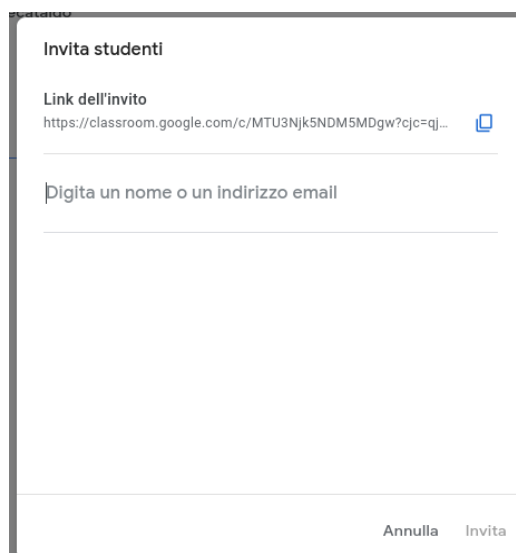 Invita studenti
Link dell'invito
https://classroom.google.com/c/MTU3Njk5NDM5MDgw?cjc=qj...
Digita un nome o un indirizzo email
Annulla Invita